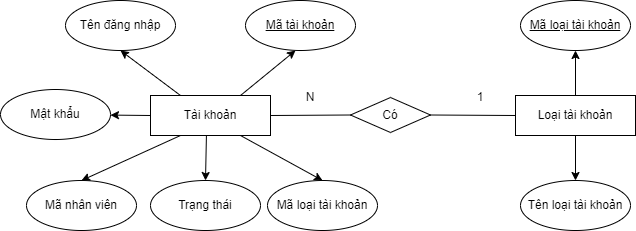 Tên đăng nhập
Mã tài khoản
Mã loại tài khoản
Mật khẩu
Tài khoản
N
Có
1
Loại tài khoản
Mã nhân viên
Trạng thái
Mã loại tài khoản
Tên loại tài khoản